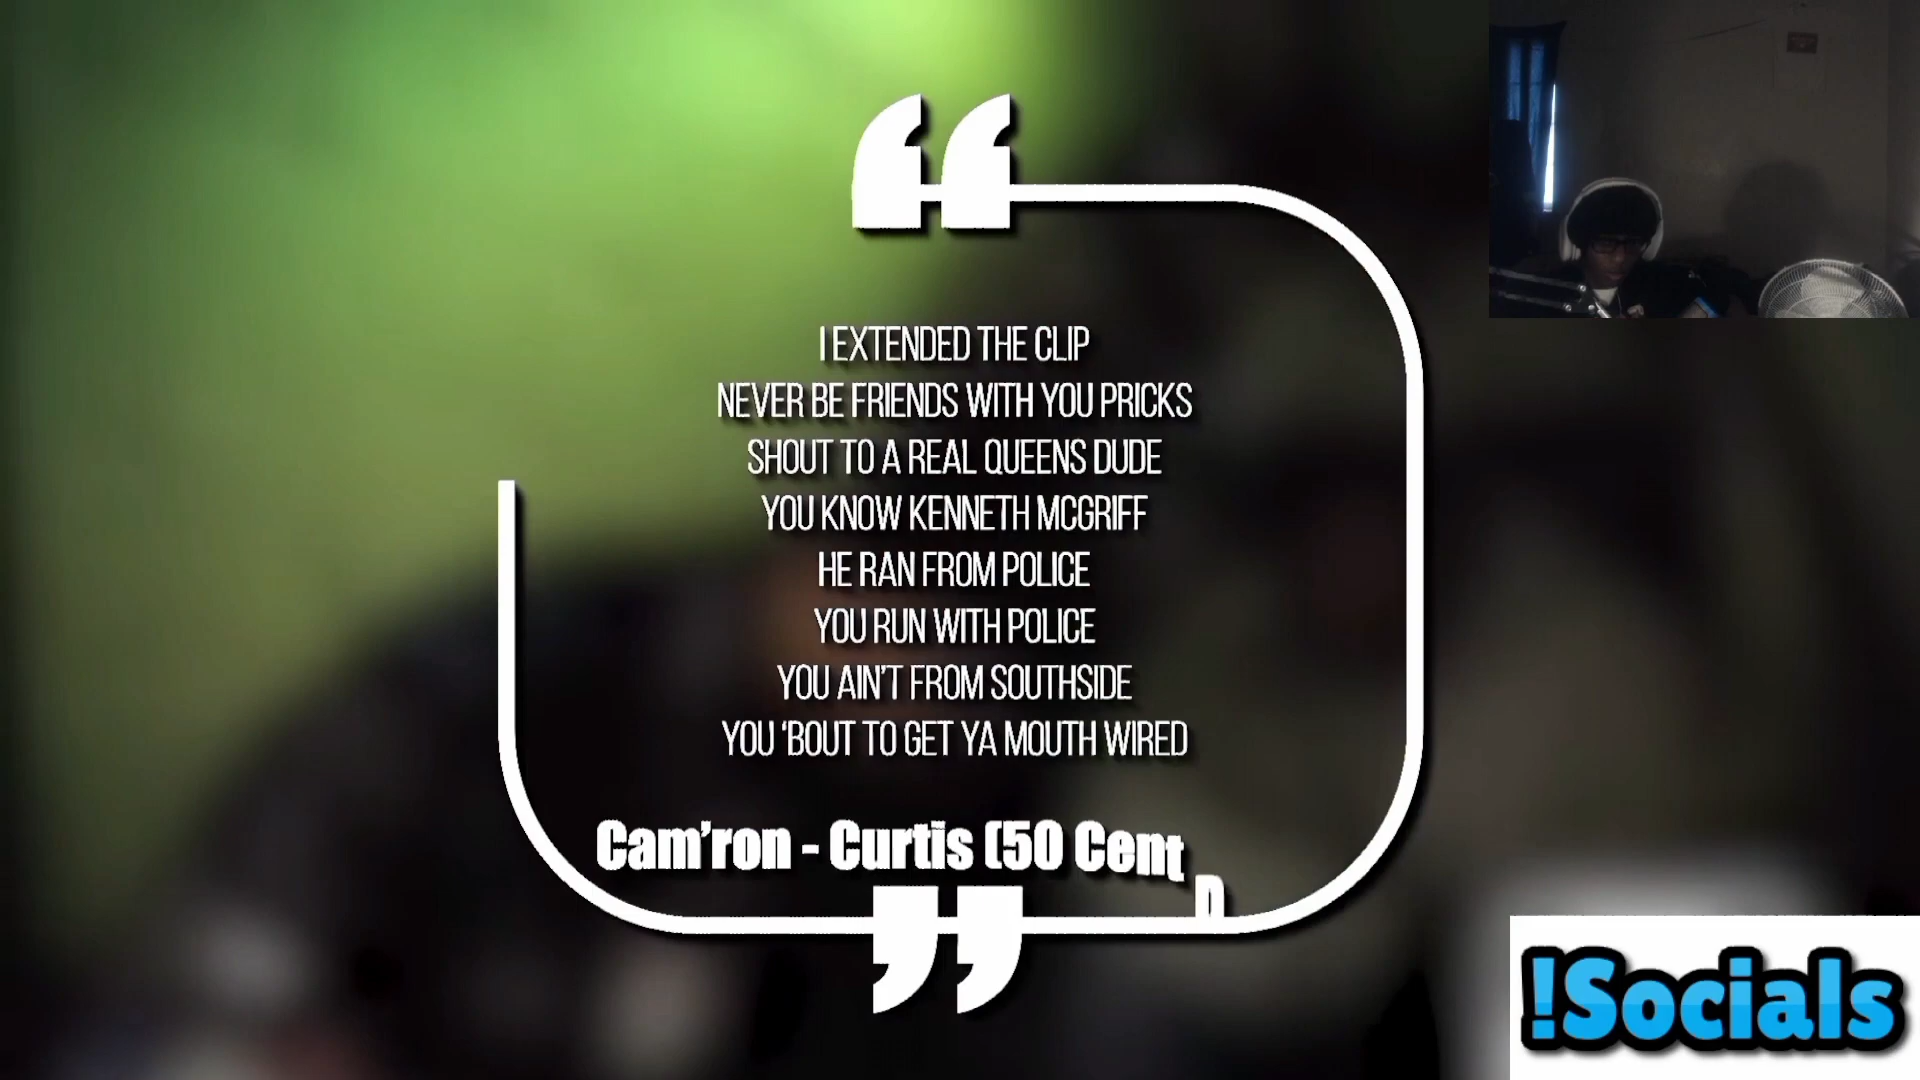 I EXTENDED THE CLIP
NEVER BE FRIENDS WITH YOU PRICKS
SHOUT TO A REAL QUEENS DUDE
YOU KNOW KENNETH MCGRIFF
HE RAN FROM POLICE
YOU RUN WITH POLICE
YOU AIN'T FROM SOUTHSIDE
YOU ‘BOUT TO GET YA MOUTH WIRED
Cam’ron - Curtis (50 Cent D
!Socials